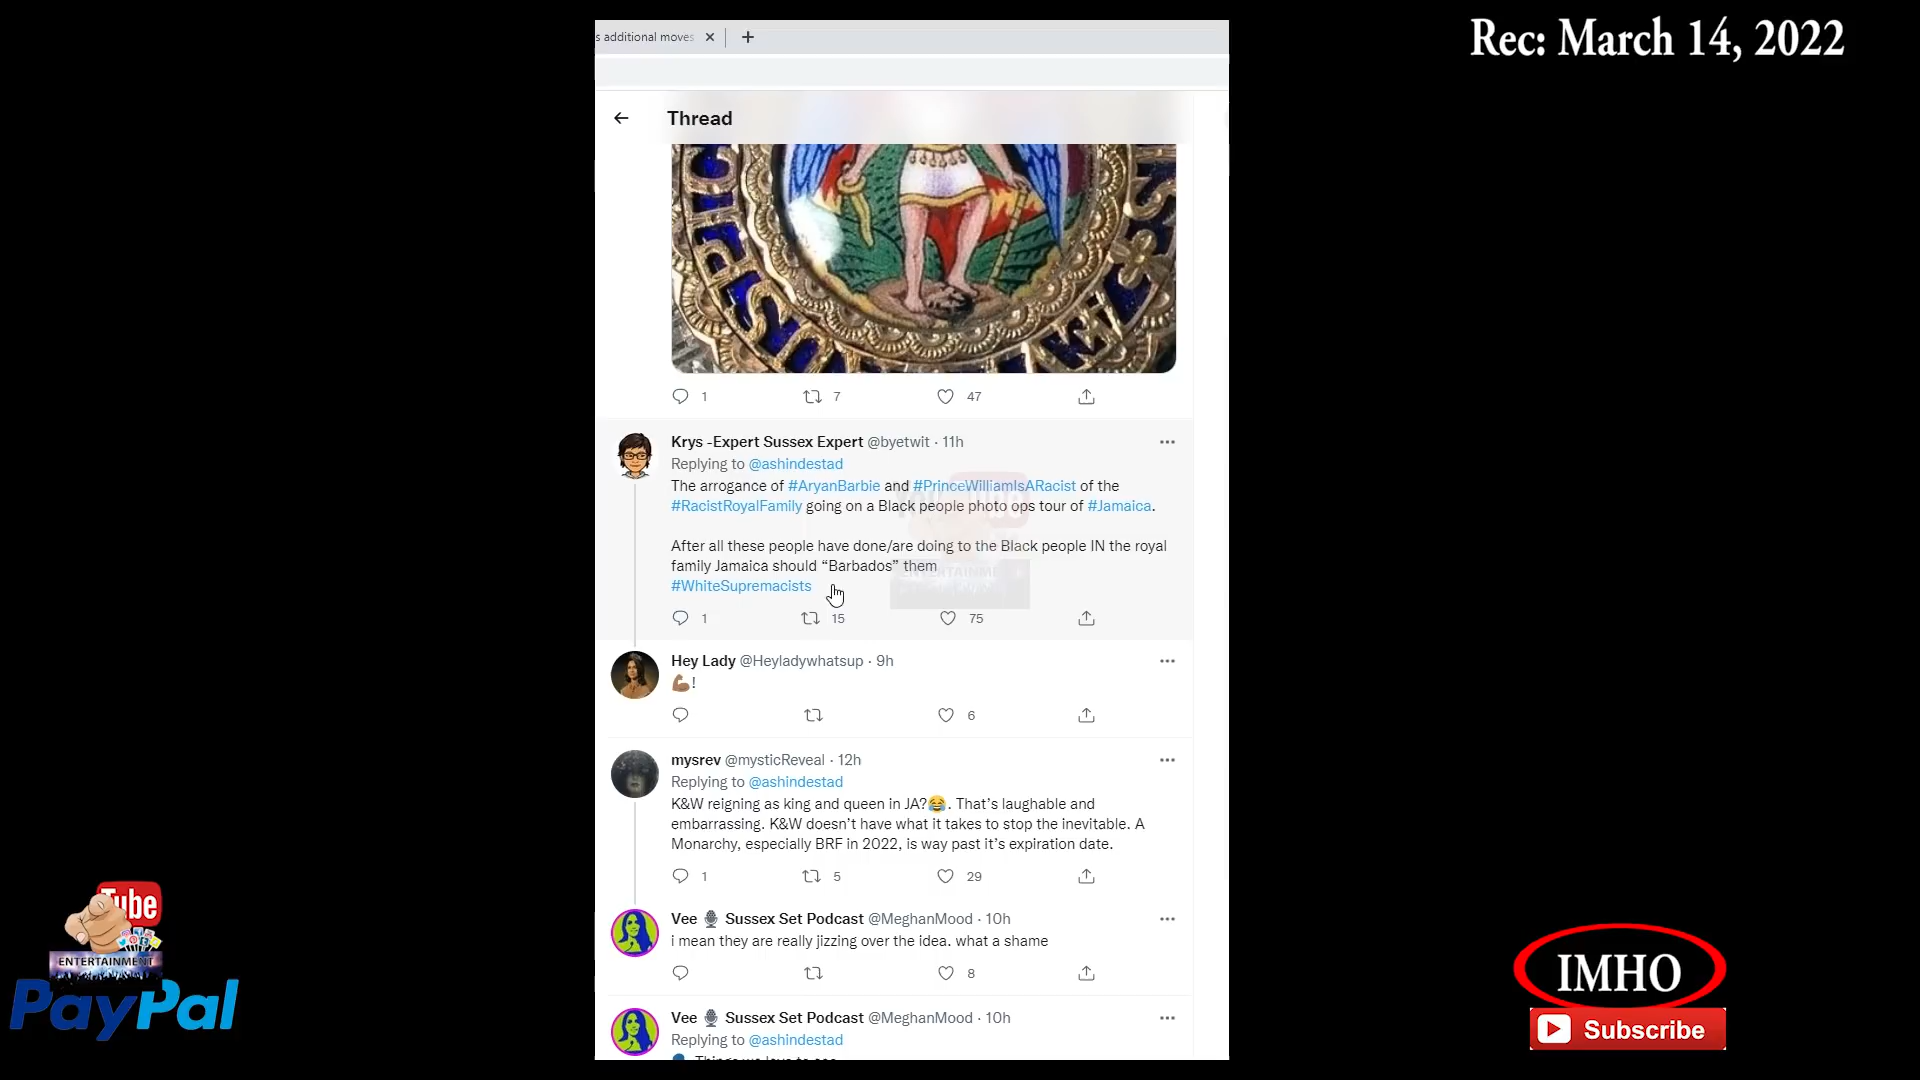 Rec: March 14, 2022
s additional moves
Thread
1 7 47
Krys -Expert Sussex Expert @byetwit · 11h
Replying to @ashindestad
The arrogance of #AryanBarbie and #PrinceWilliamIsARacist of the
#RacistRoyalFamily going on a Black people photo ops tour of #Jamaica.
After all these people have done/are doing to the Black people IN the royal
family Jamaica should “Barbados” them
#WhiteSupremacists
1 15 75
Hey Lady @Heyladywhatsup · 9h
💪🏾!
6
mysrev @mysticReveal · 12h
Replying to @ashindestad
K&W reigning as king and queen in JA?😂. That’s laughable and
embarrassing. K&W doesn’t have what it takes to stop the inevitable. A
Monarchy, especially BRF in 2022, is way past it’s expiration date.
1 5 29
Vee 🎙 Sussex Set Podcast @MeghanMood · 10h
i mean they are really jizzing over the idea. what a shame
8
Vee 🎙 Sussex Set Podcast @MeghanMood · 10h
Replying to @ashindestad
Tube
ENTERTAINMENT
PayPal
IMHO
Subscribe